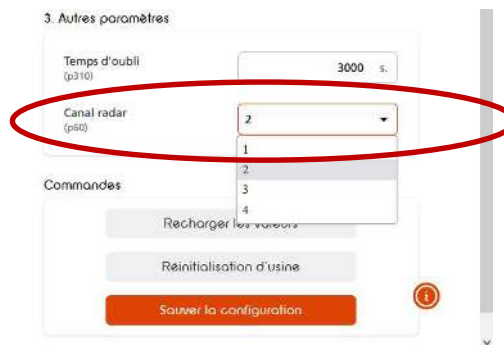 3. Autres paramètres
Temps d'oubli
(p310)
3000 s.
Canal radar
(p60)
2
1
2
3
4
Commandes
Recharger les valeurs
Réinitialisation d'usine
Sauver la configuration
i